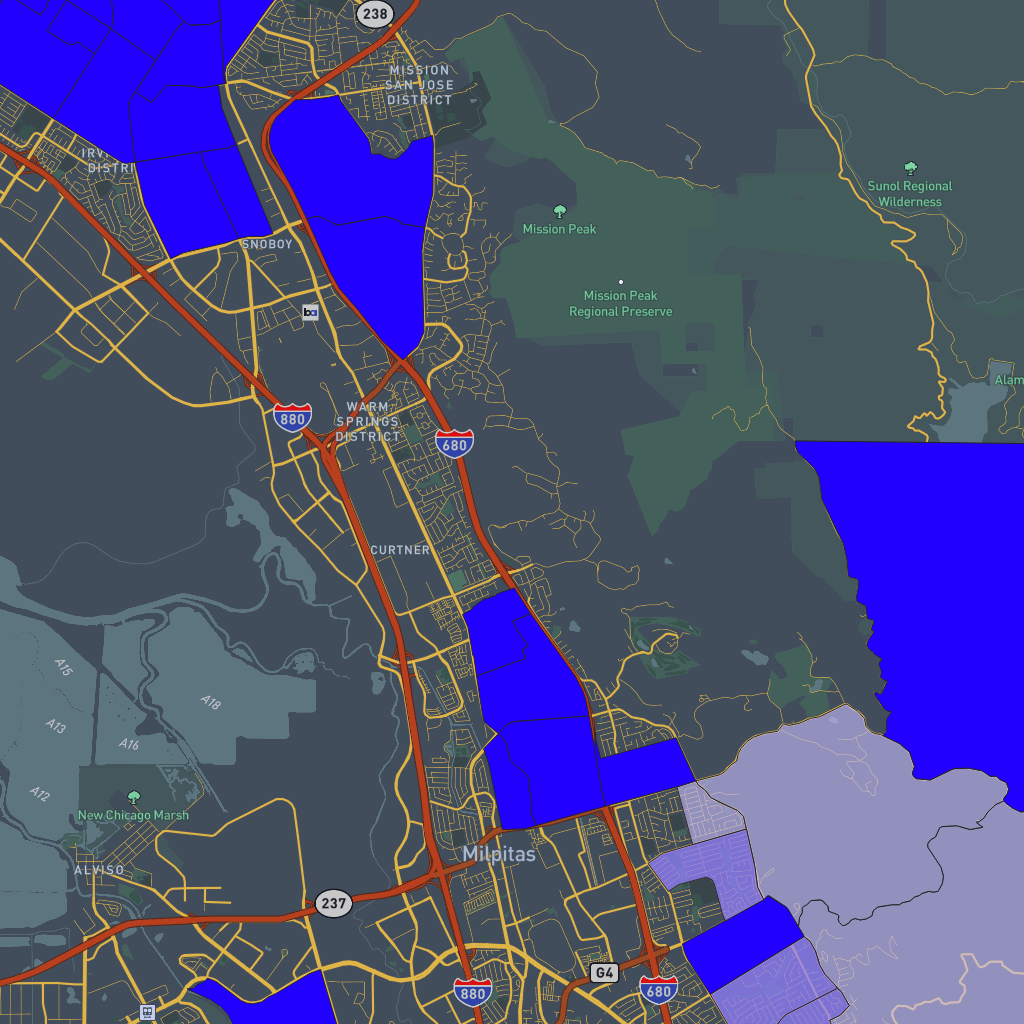 238
MISSION
SAN JOSE
DISTRICT
DISTRI
Sunol Regional
Wilderness
Mission Peak
SNOBOY
Mission Peak
Regional Preserve
Alam
WARM
SPRINGS
DISTRICT
880
680
CURTNER
A15
A18
A13
A16
A12
New Chicago Marsh
Milpitas
ALVISO
237
G4
880
680